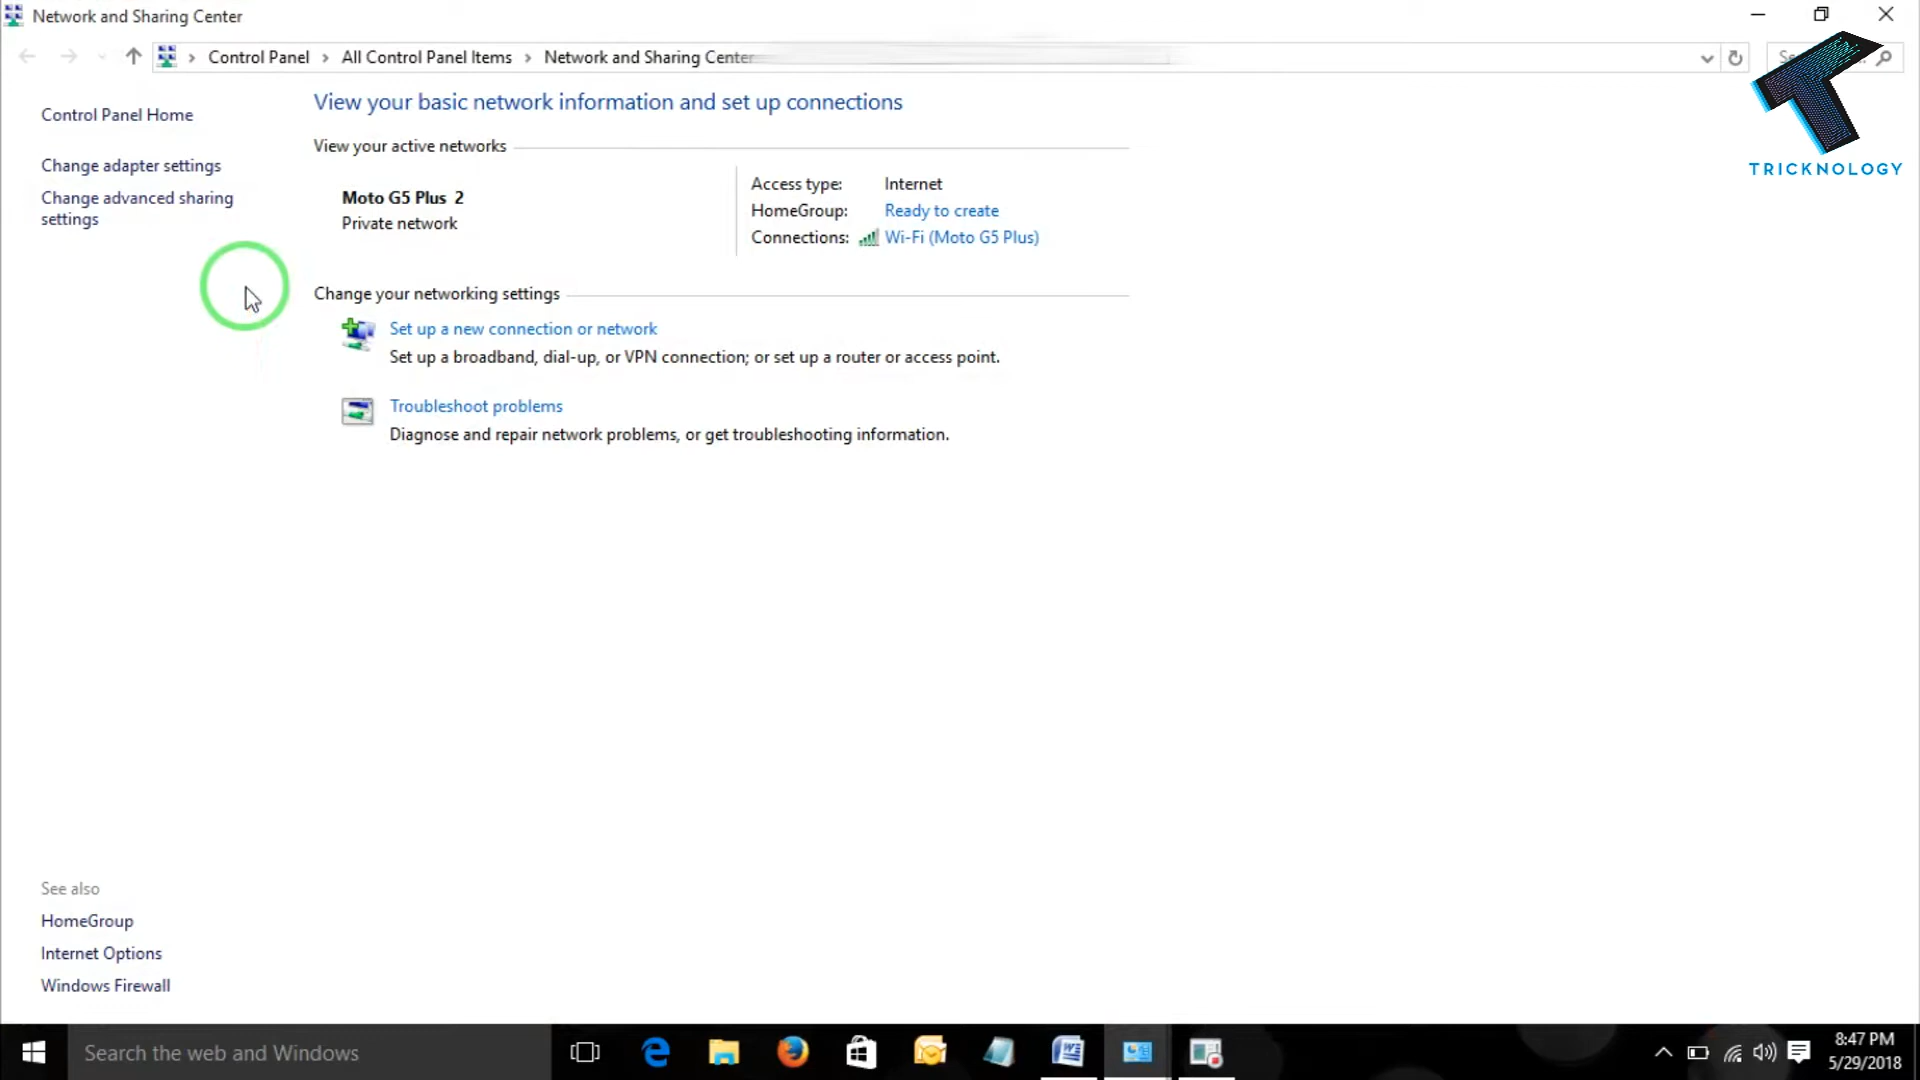 Network and Sharing Center
Control Panel > All Control Panel Items > Network and Sharing Center
TRICKNOLOGY
Control Panel Home
Change adapter settings
Change advanced sharing
settings
View your basic network information and set up connections
View your active networks
Moto G5 Plus 2
Private network
Access type: Internet
HomeGroup: Ready to create
Connections: Wi-Fi (Moto G5 Plus)
Change your networking settings
Set up a new connection or network
Set up a broadband, dial-up, or VPN connection; or set up a router or access point.
Troubleshoot problems
Diagnose and repair network problems, or get troubleshooting information.
See also
HomeGroup
Internet Options
Windows Firewall
Search the web and Windows
8:47 PM
5/29/2018